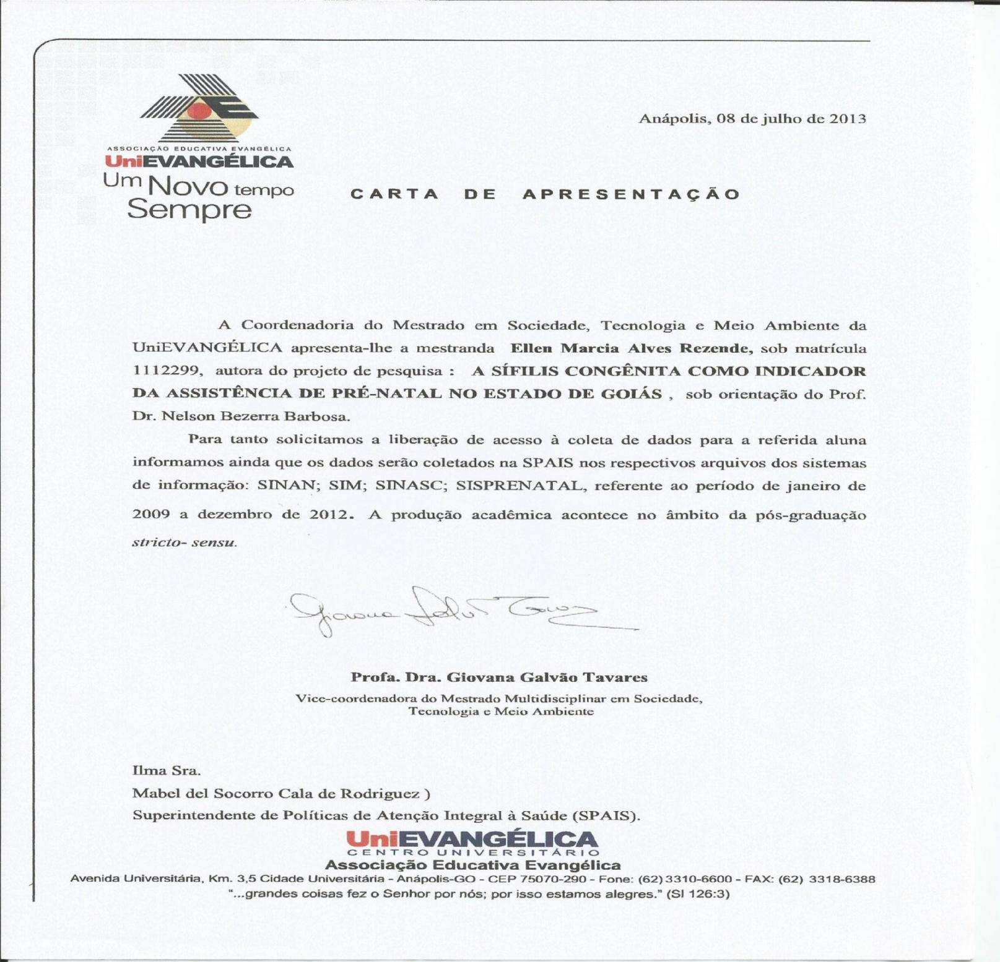 Anápolis, 08 de julho de 2013
ASSOCIAÇÃO EDUCATIVA EVANGÉLICA
UniEVANGÉLICA
Um Novo tempo
Sempre
CARTA DE APRESENTAÇÃO
A Coordenadoria do Mestrado em Sociedade, Tecnologia e Meio Ambiente da
UniEVANGÉLICA apresenta-lhe a mestranda Ellen Marcia Alves Rezende, sob matrícula
1112299, autora do projeto de pesquisa : A SÍFILIS CONGÊNITA COMO INDICADOR
DA ASSISTÊNCIA DE PRÉ-NATAL NO ESTADO DE GOIÁS , sob orientação do Prof.
Dr. Nelson Bezerra Barbosa.
Para tanto solicitamos a liberação de acesso à coleta de dados para a referida aluna
informamos ainda que os dados serão coletados na SPAIS nos respectivos arquivos dos sistemas
de informação: SINAN; SIM; SINASC; SISPRENATAL, referente ao período de janeiro de
2009 a dezembro de 2012. A produção acadêmica acontece no âmbito da pós-graduação
stricto- sensu.
Profa. Dra. Giovana Galvão Tavares
Vice-coordenadora do Mestrado Multidisciplinar em Sociedade,
Tecnologia e Meio Ambiente
Ilma Sra.
Mabel del Socorro Cala de Rodriguez )
Superintendente de Políticas de Atenção Integral à Saúde (SPAIS).
UniEVANGÉLICA
CENTRO UNIVERSITÁRIO
Associação Educativa Evangélica
Avenida Universitária, Km. 3,5 Cidade Universitária - Anápolis-GO - CEP 75070-290 - Fone: (62) 3310-6600 - FAX: (62) 3318-6388
“...grandes coisas fez o Senhor por nós; por isso estamos alegres.” (Sl 126:3)